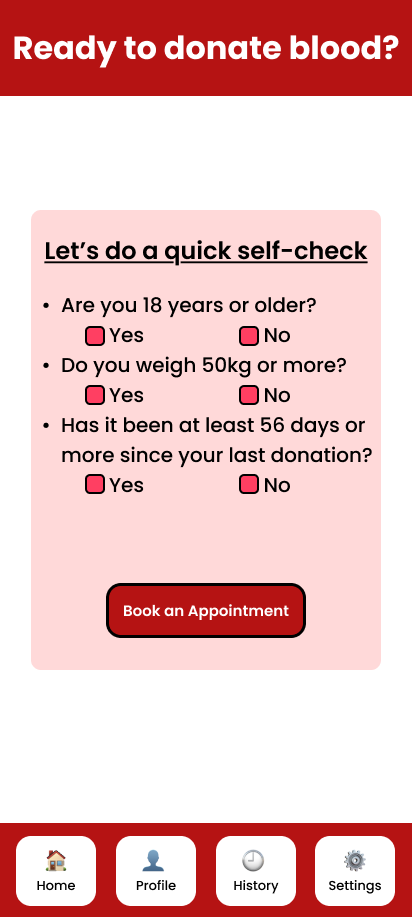 Ready to donate blood?
Let’s do a quick self-check
• Are you 18 years or older?
Yes No
• Do you weigh 50kg or more?
Yes No
• Has it been at least 56 days or
more since your last donation?
Yes No
Book an Appointment
Home Profile History Settings